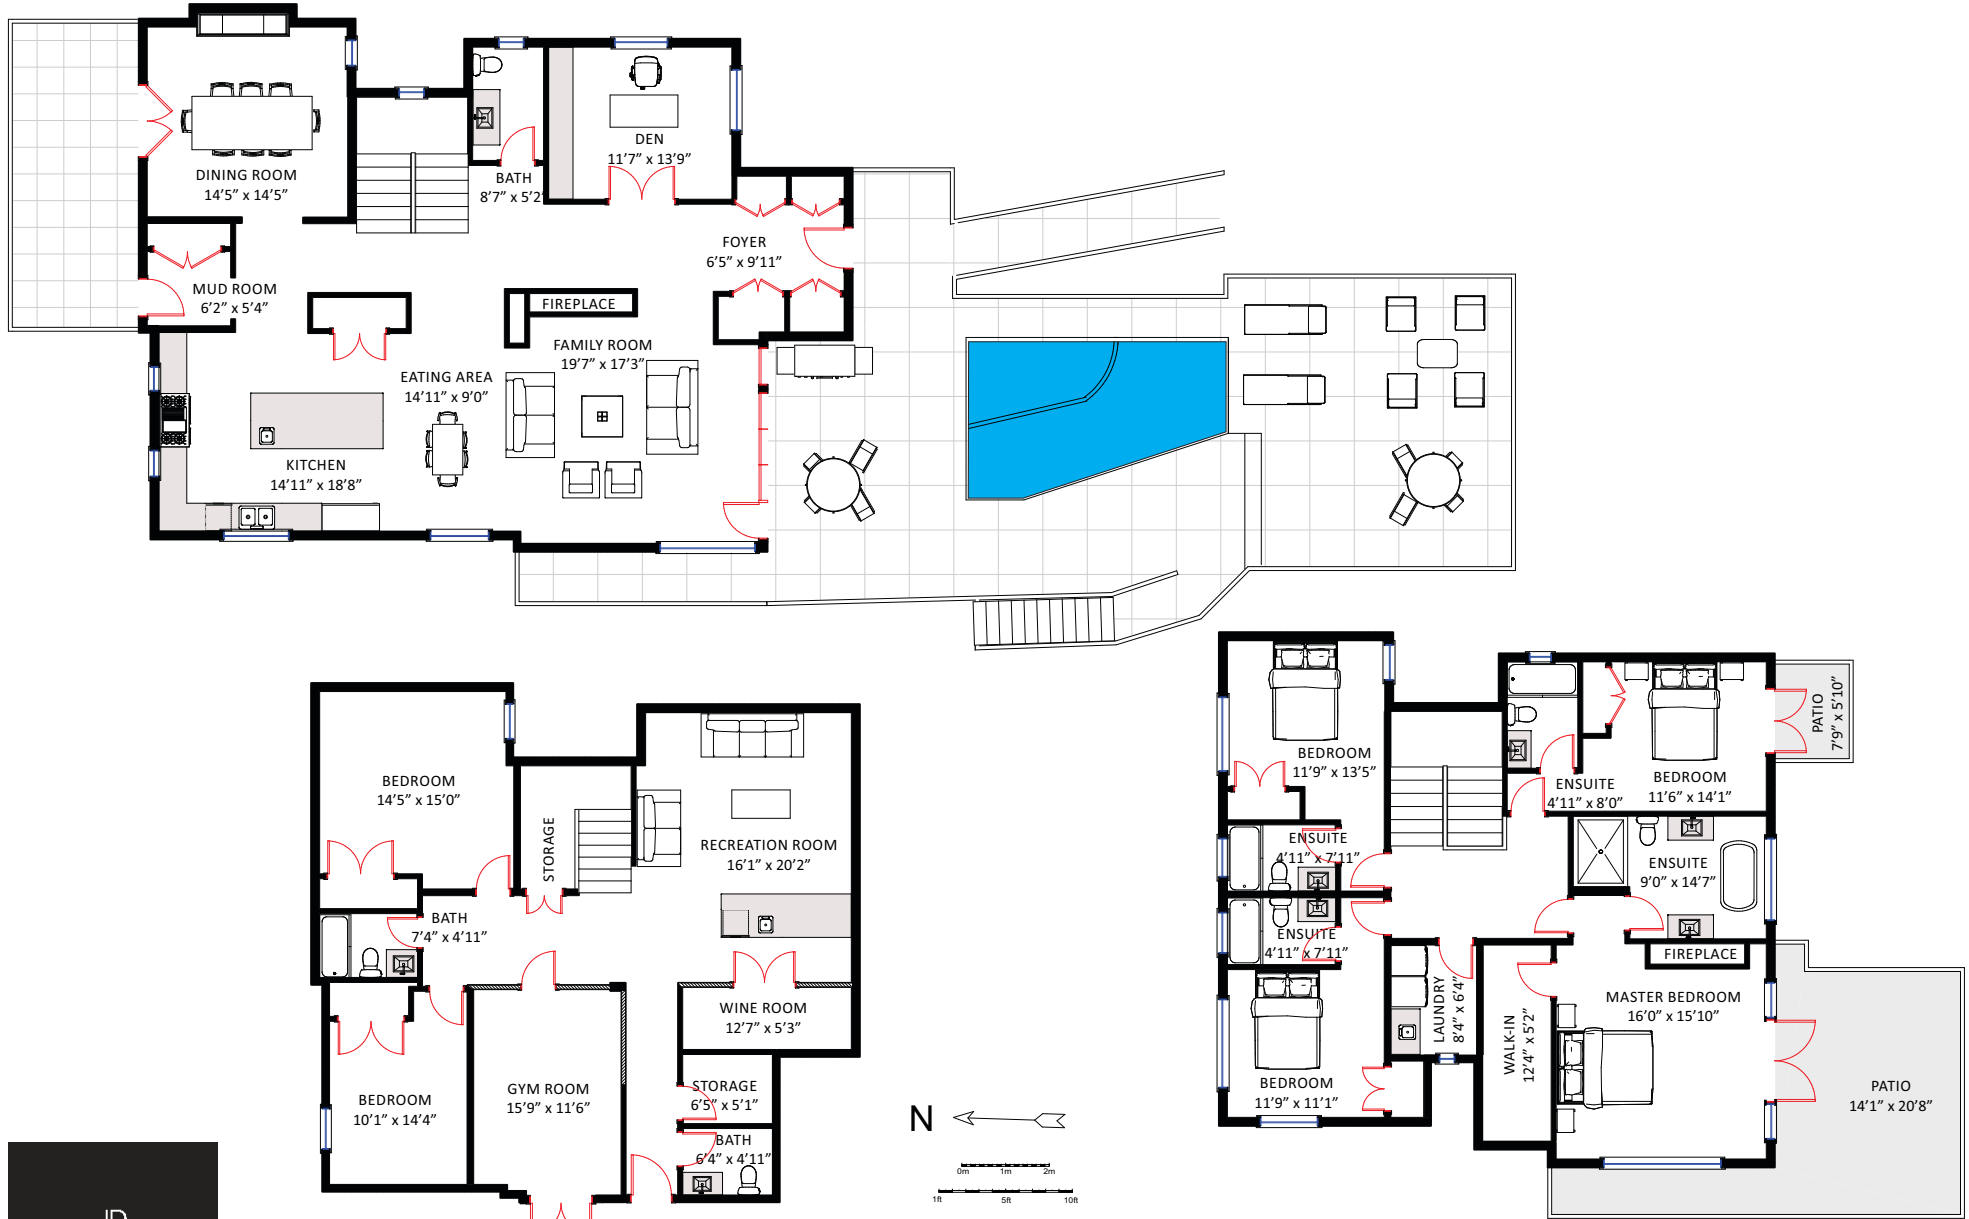 DINING ROOM
14'5" x 14'5"
BATH
8'7" x 5'2"
DEN
11'7" x 13'9"
FOYER
6'5" x 9'11"
MUD ROOM
6'2" x 5'4"
FIREPLACE
FAMILY ROOM
19'7" x 17'3"
EATING AREA
14'11" x 9'0"
KITCHEN
14'11" x 18'8"
BEDROOM
14'5" x 15'0"
STORAGE
RECREATION ROOM
16'1" x 20'2"
BATH
7'4" x 4'11"
WINE ROOM
12'7" x 5'3"
GYM ROOM
15'9" x 11'6"
BEDROOM
10'1" x 14'4"
STORAGE
6'5" x 5'1"
BATH
6'4" x 4'11"
N
0m 1m 2m
1ft 5ft 10ft
BEDROOM
11'9" x 13'5"
ENSUITE
4'11" x 8'0"
BEDROOM
11'6" x 14'1"
PATIO
7'9" x 5'10"
ENSUITE
4'11" x 7'11"
ENSUITE
9'0" x 14'7"
ENSUITE
4'11" x 7'11"
FIREPLACE
LAUNDRY
8'4" x 6'4"
WALK-IN
12'4" x 5'2"
MASTER BEDROOM
16'0" x 15'10"
BEDROOM
11'9" x 11'1"
PATIO
14'1" x 20'8"